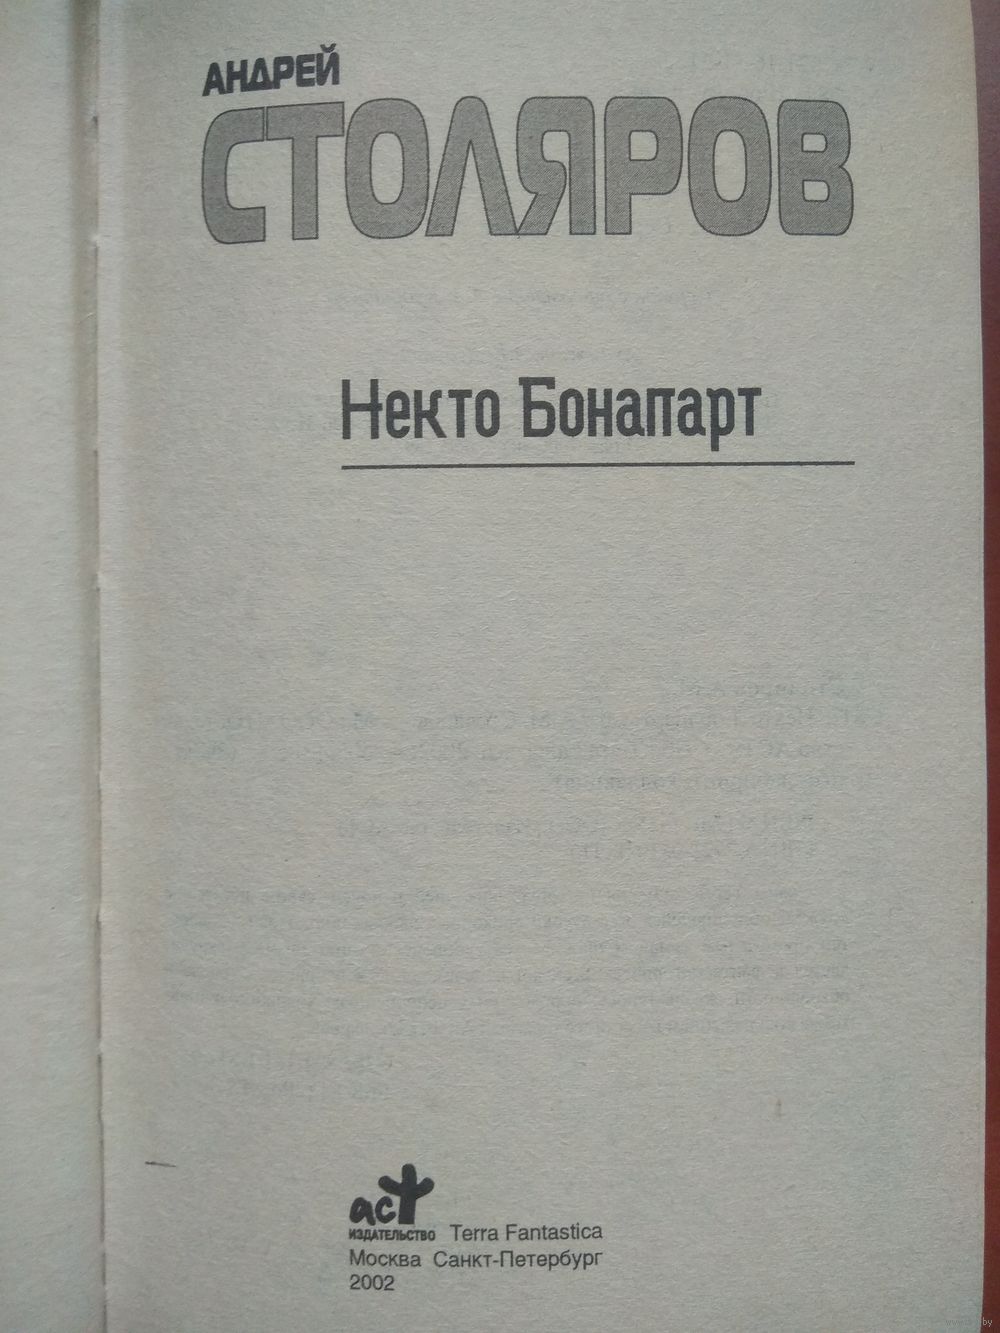 АНДРЕЙ
СТОЛЯРОВ
Некто Бонапарт
аст
ИЗДАТЕЛЬСТВО Terra Fantastica
Москва Санкт-Петербург
2002